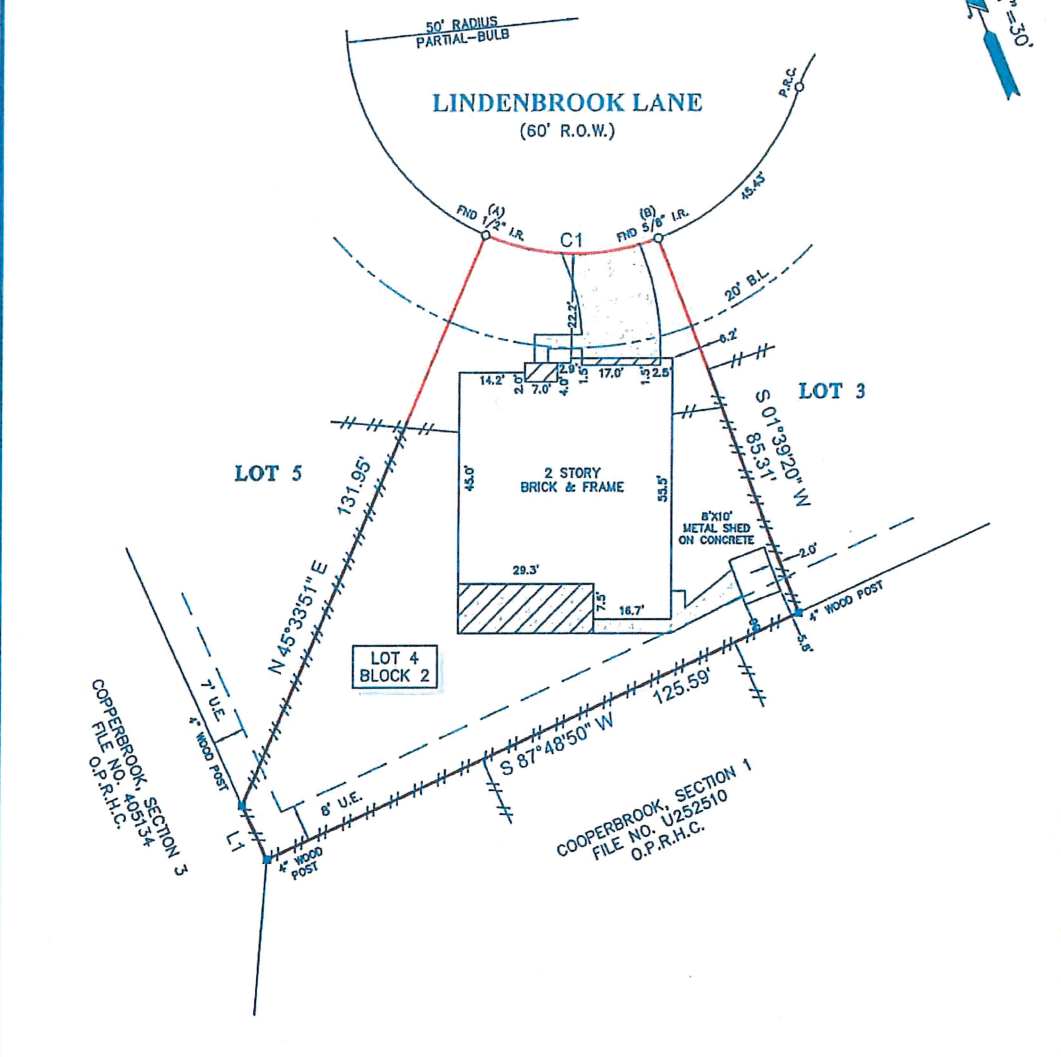 1"=30'
50' RADIUS
PARTIAL-BULB
LINDENBROOK LANE
(60' R.O.W.)
P.R.C.
45.43'
(A)
FND 1/2" I.R.
C1
(B)
FND 5/8" I.R.
20' B.L.
22.2'
6.2'
14.2'
2.0'
7.0'
2.9'
4.0'
1.5'
17.0'
1.5'
2.5'
LOT 3
S 01°39'20" W
85.31'
LOT 5
131.95'
N 45°33'51" E
45.0'
2 STORY
BRICK & FRAME
55.5'
8'X10'
METAL SHED
ON CONCRETE
2.0'
29.3'
7.5'
16.7'
4" WOOD POST
5.8'
LOT 4
BLOCK 2
7' U.E.
4" WOOD POST
125.59'
S 87°48'50" W
8' U.E.
L1
4" WOOD
POST
COPPERBROOK, SECTION 3
FILE NO. 405134
O.P.R.H.C.
COOPERBROOK, SECTION 1
FILE NO. U252510
O.P.R.H.C.